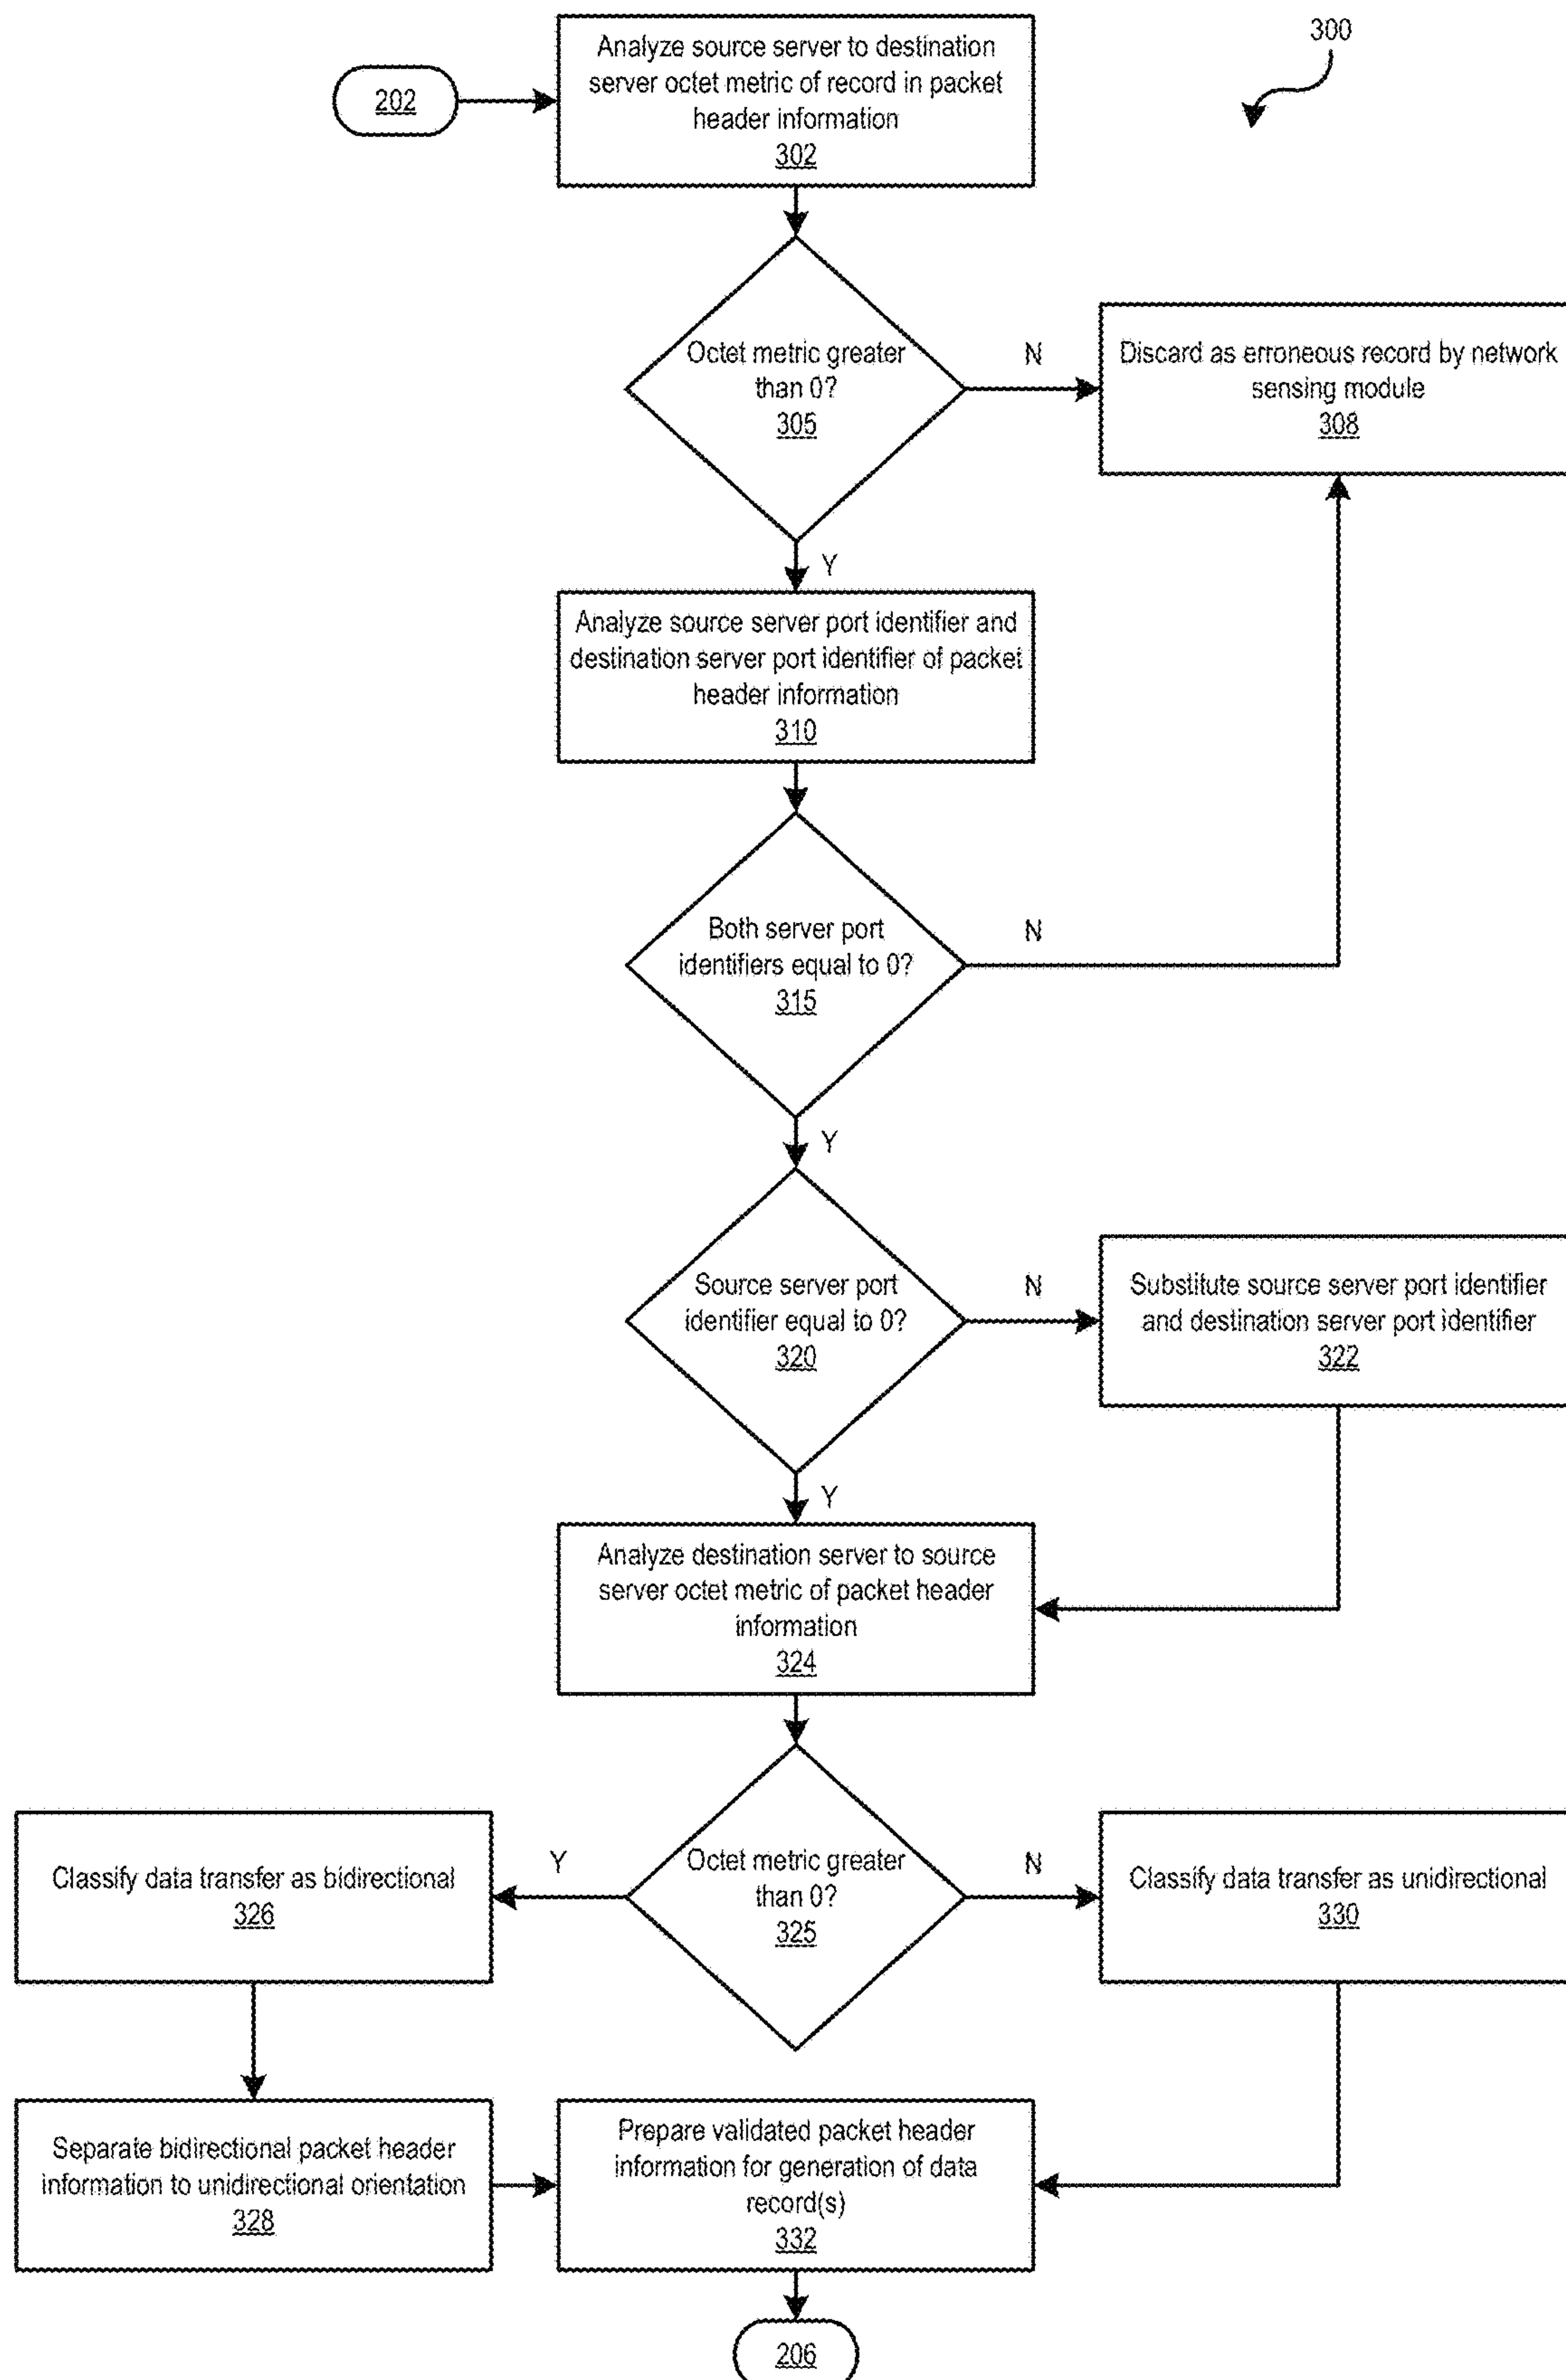 300
Analyze source server to destination
server octet metric of record in packet
header information
302
202
Octet metric greater
than 0?
305
N
Discard as erroneous record by network
sensing module
308
Y
Analyze source server port identifier and
destination server port identifier of packet
header information
310
Both server port
identifiers equal to 0?
315
N
Y
Source server port
identifier equal to 0?
320
N
Substitute source server port identifier
and destination server port identifier
322
Y
Analyze destination server to source
server octet metric of packet header
information
324
Classify data transfer as bidirectional
326
Y
Octet metric greater
than 0?
325
N
Classify data transfer as unidirectional
330
Separate bidirectional packet header
information to unidirectional orientation
328
Prepare validated packet header
information for generation of data
record(s)
332
206